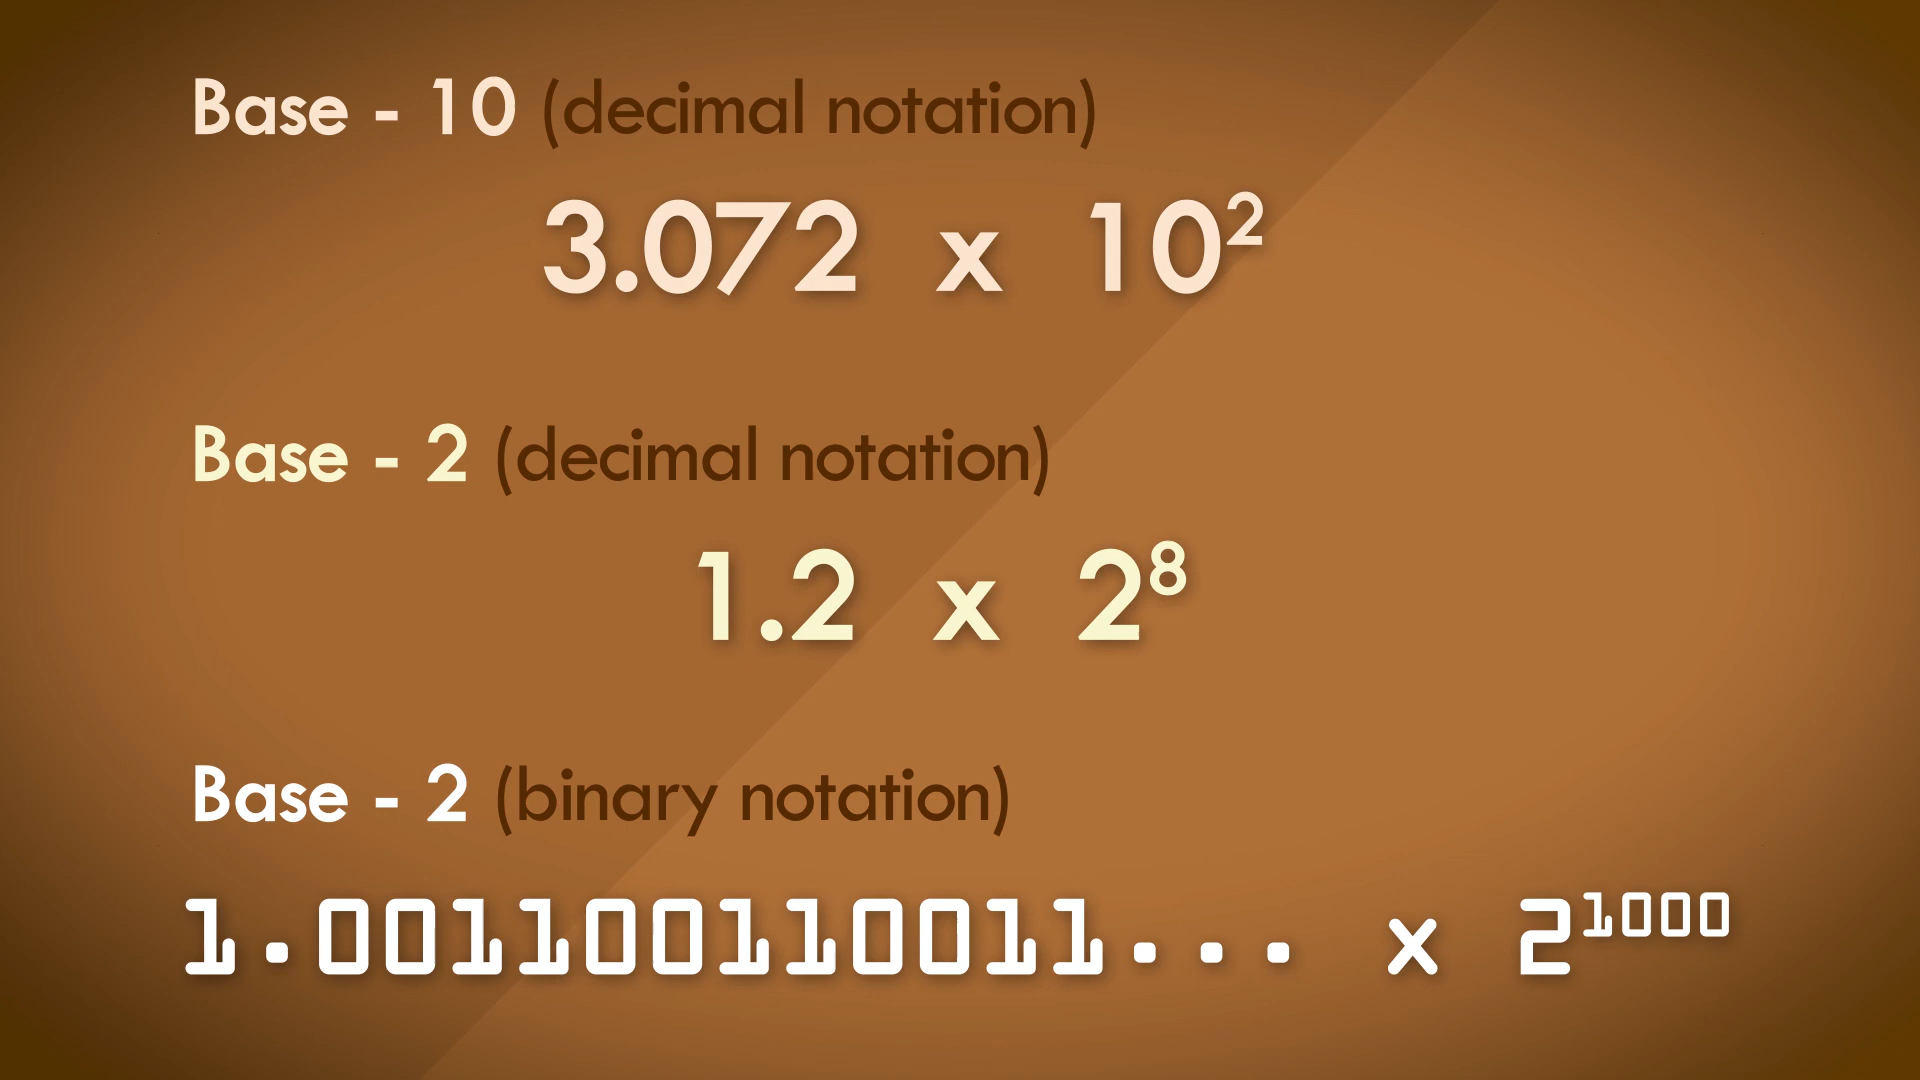 Base - 10 (decimal notation)
3.072 x 10²
Base - 2 (decimal notation)
1.2 x 2⁸
Base - 2 (binary notation)
1.001100110011... x 2¹⁰⁰⁰